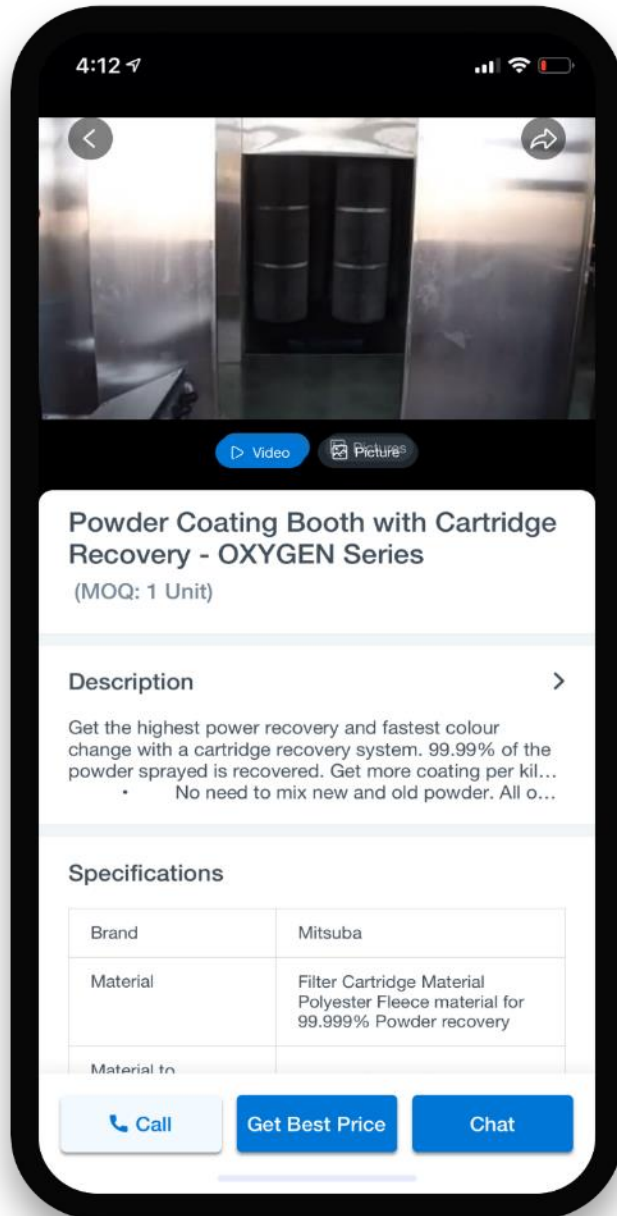 4:12
Video
Picture
Powder Coating Booth with Cartridge
Recovery - OXYGEN Series
(MOQ: 1 Unit)
Description
Get the highest power recovery and fastest colour
change with a cartridge recovery system. 99.99% of the
powder sprayed is recovered. Get more coating per kil...
• No need to mix new and old powder. All o...
Specifications
Brand Mitsuba
Material Filter Cartridge Material
Polyester Fleece material for
99.999% Powder recovery
Material to
Call Get Best Price Chat